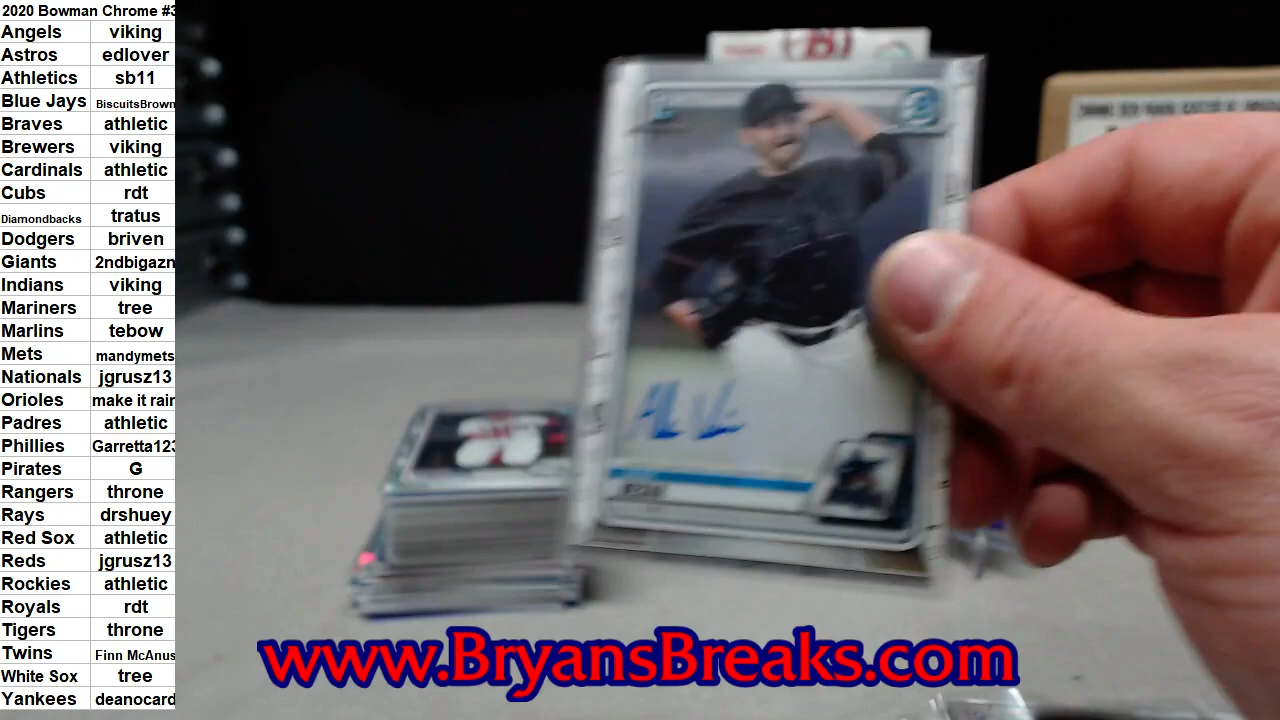 2020 Bowman Chrome #3
Angels viking
Astros edlover
Athletics sb11
Blue Jays BiscuitsBrown
Braves athletic
Brewers viking
Cardinals athletic
Cubs rdt
Diamondbacks tratus
Dodgers briven
Giants 2ndbigazn
Indians viking
Mariners tree
Marlins tebow
Mets mandymets
Nationals jgrusz13
Orioles make it rain
Padres athletic
Phillies Garretta123
Pirates G
Rangers throne
Rays drshuey
Red Sox athletic
Reds jgrusz13
Rockies athletic
Royals rdt
Tigers throne
Twins Finn McAnus
White Sox tree
Yankees deanocard
www.BryansBreaks.com